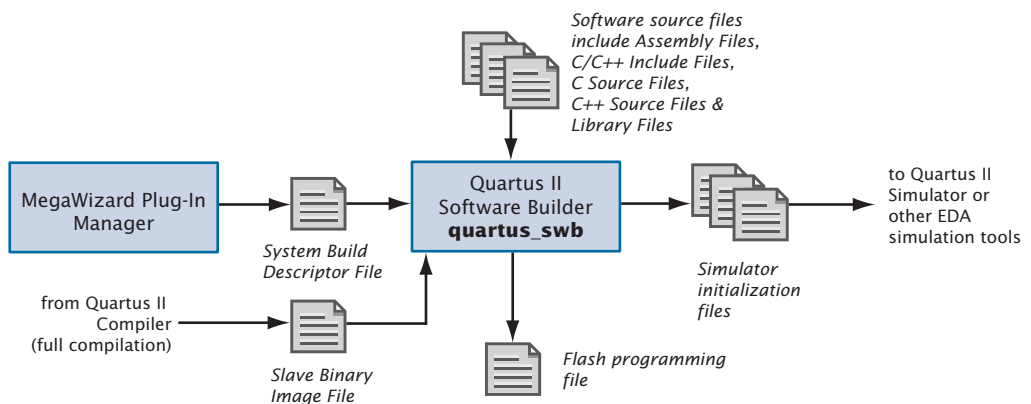 Software source files
include Assembly Files,
C/C++ Include Files,
C Source Files,
C++ Source Files &
Library Files
MegaWizard Plug-In
Manager
System Build
Descriptor File
Quartus II
Software Builder
quartus_swb
Simulator
initialization
files
to Quartus II
Simulator or
other EDA
simulation tools
from Quartus II
Compiler
(full compilation)
Slave Binary
Image File
Flash programming
file